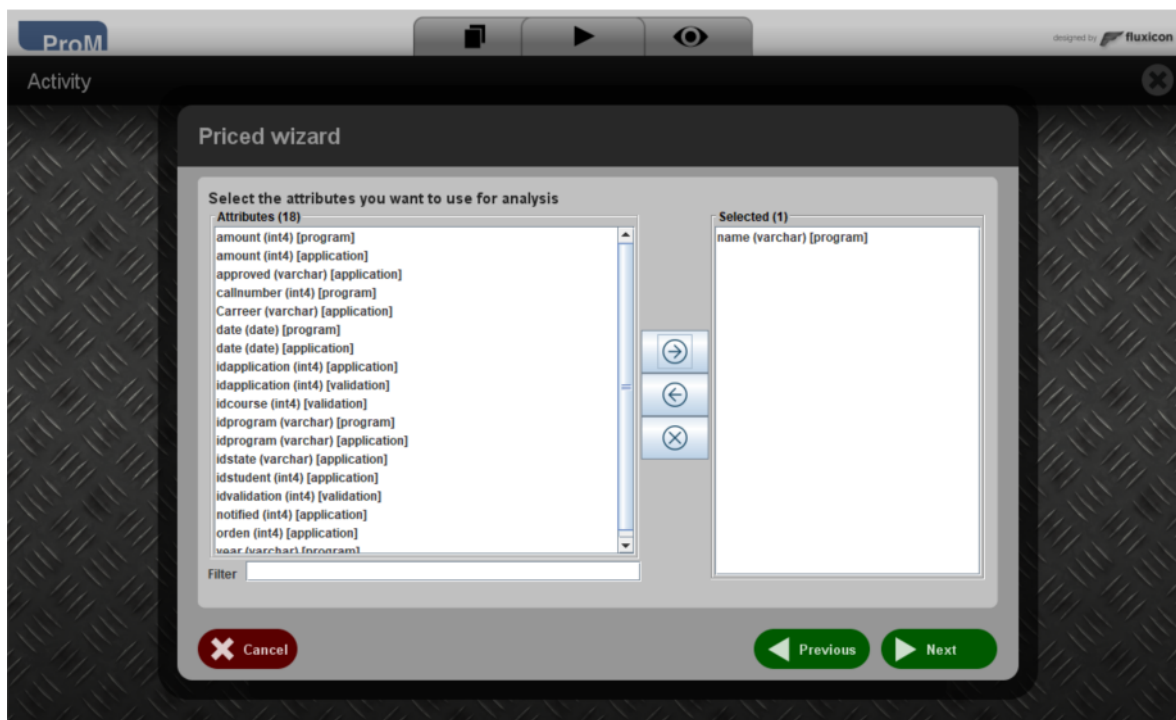 ProM
designed by fluxicon
Activity
Priced wizard
Select the attributes you want to use for analysis
Attributes (18)
amount (int4) [program]
amount (int4) [application]
approved (varchar) [application]
callnumber (int4) [program]
Carreer (varchar) [application]
date (date) [program]
date (date) [application]
idapplication (int4) [application]
idapplication (int4) [validation]
idcourse (int4) [validation]
idprogram (varchar) [program]
idprogram (varchar) [application]
idstate (varchar) [application]
idstudent (int4) [application]
idvalidation (int4) [validation]
notified (int4) [application]
orden (int4) [application]
year (varchar) [program]
Selected (1)
name (varchar) [program]
Filter
Cancel
Previous
Next